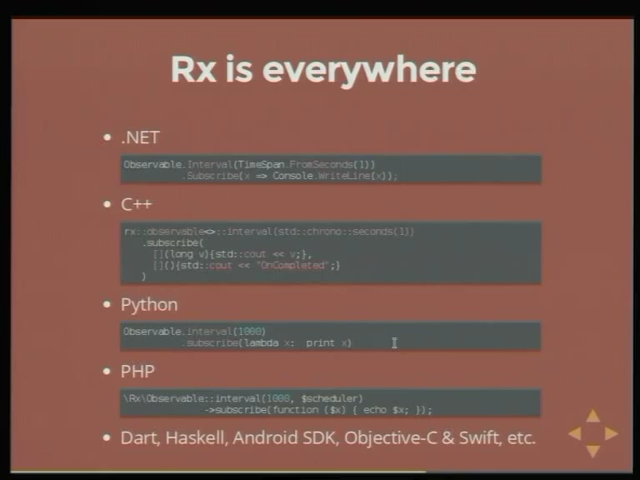 Rx is everywhere
• .NET
Observable.Interval(TimeSpan.FromSeconds(1))
.Subscribe(x => Console.WriteLine(x));
• C++
rx::observable<>::interval(std::chrono::seconds(1))
.subscribe(
[](long v){std::cout << v;},
[](){std::cout << "OnCompleted";}
)
• Python
Observable.interval(1000)
.subscribe(lambda x: print x)
• PHP
\Rx\Observable::interval(1000, $scheduler)
->subscribe(function ($x) { echo $x; });
• Dart, Haskell, Android SDK, Objective-C & Swift, etc.